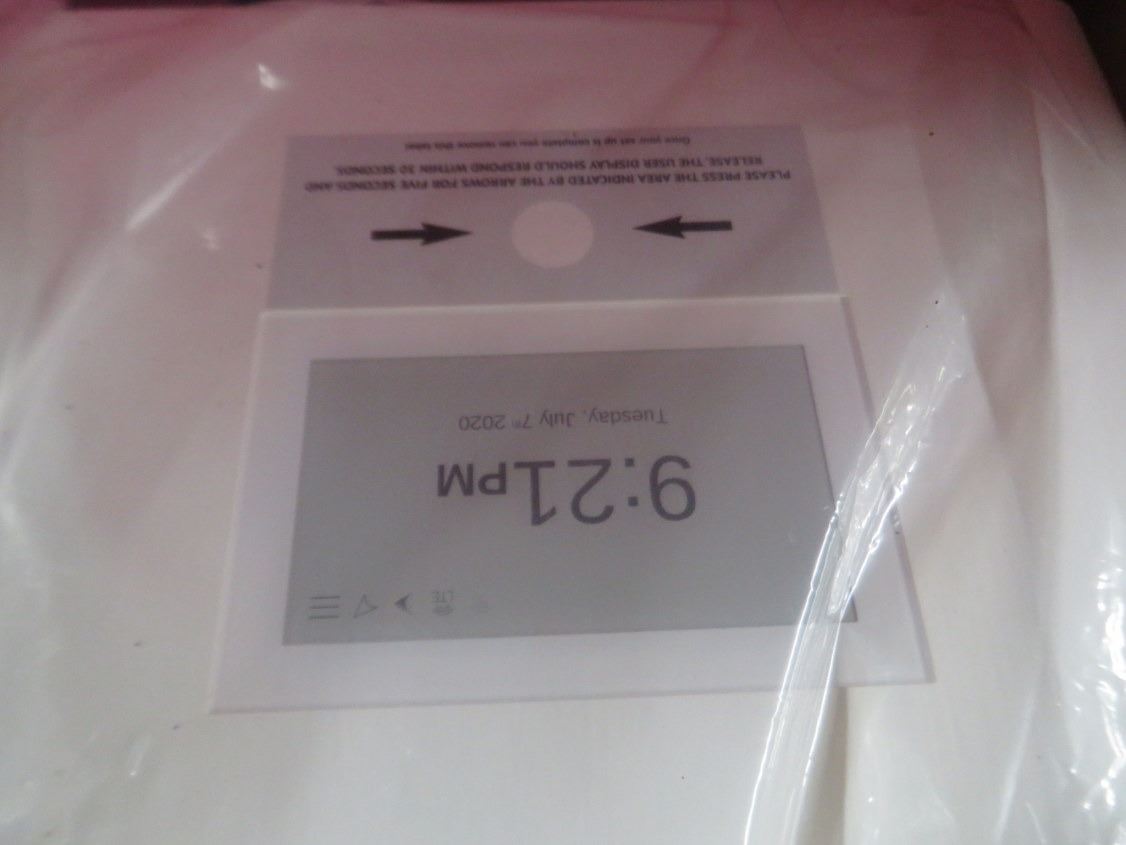 LTE
9:21PM
Tuesday, July 7th 2020
PLEASE PRESS THE AREA INDICATED BY THE ARROWS FOR FIVE SECONDS AND
RELEASE. THE USER DISPLAY SHOULD RESPOND WITHIN 30 SECONDS.
Once your set up is complete you can remove this label